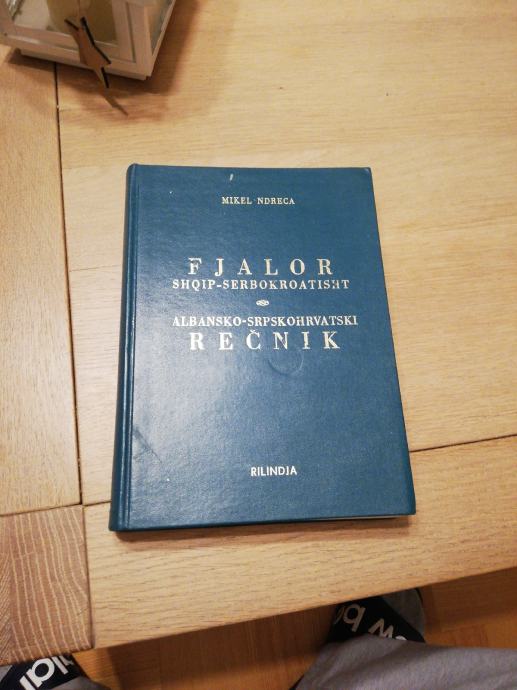 MIKEL NDRECA
FJALOR
SHQIP-SERBOKROATISHT
ALBANSKO-SRPSKOHRVATSKI
REČNIK
RILINDJA